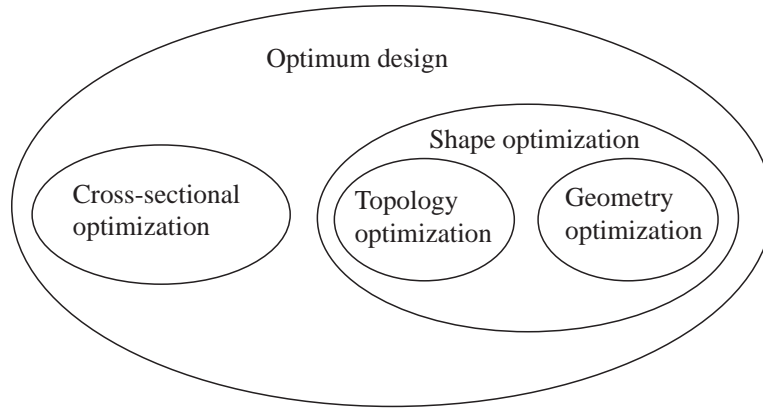 Optimum design
Shape optimization
Cross-sectional
optimization
Topology
optimization
Geometry
optimization